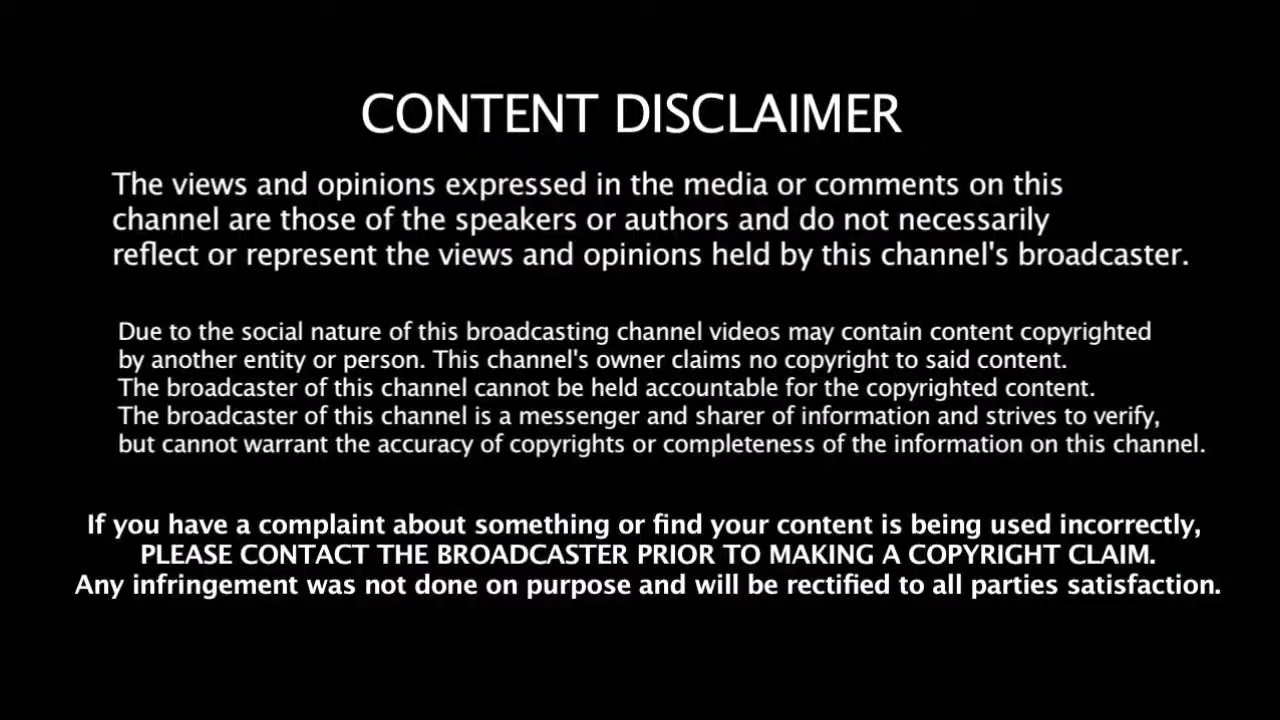 CONTENT DISCLAIMER
The views and opinions expressed in the media or comments on this
channel are those of the speakers or authors and do not necessarily
reflect or represent the views and opinions held by this channel's broadcaster.
Due to the social nature of this broadcasting channel videos may contain content copyrighted
by another entity or person. This channel's owner claims no copyright to said content.
The broadcaster of this channel cannot be held accountable for the copyrighted content.
The broadcaster of this channel is a messenger and sharer of information and strives to verify,
but cannot warrant the accuracy of copyrights or completeness of the information on this channel.
If you have a complaint about something or find your content is being used incorrectly,
PLEASE CONTACT THE BROADCASTER PRIOR TO MAKING A COPYRIGHT CLAIM.
Any infringement was not done on purpose and will be rectified to all parties satisfaction.